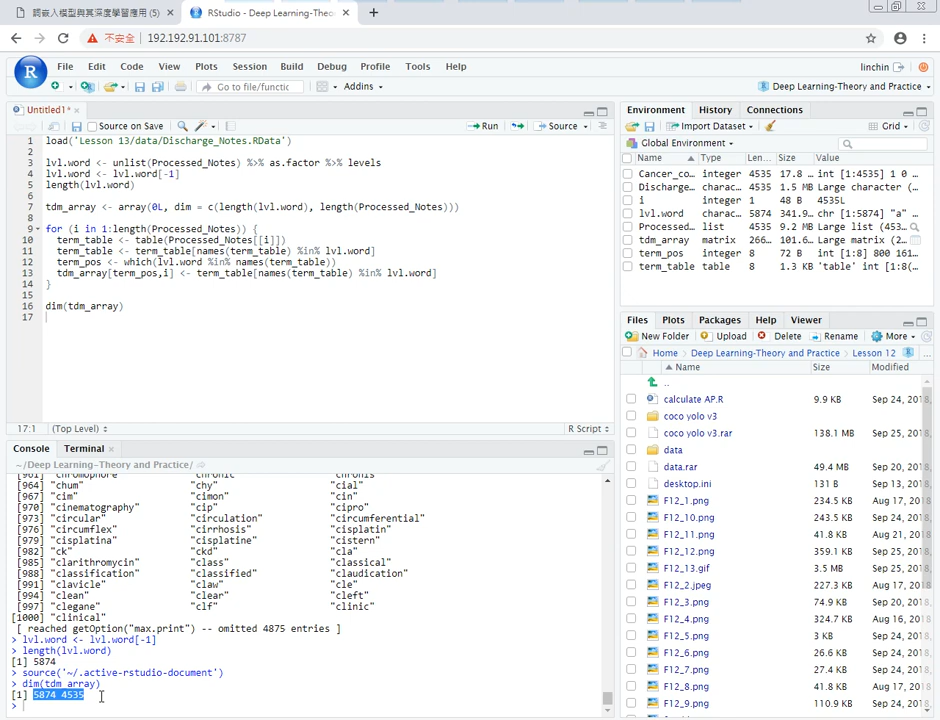 詞嵌入模型與其深度學習應用 (5) ×
RStudio - Deep Learning-Theo ×
不安全 | 192.192.91.101:8787
File Edit Code View Plots Session Build Debug Profile Tools Help
linchin
Go to file/functic
Addins
Deep Learning-Theory and Practice
Untitled1* ×
Source on Save
Run
Source
1 load('Lesson 13/data/Discharge_Notes.RData')
2
3 lvl.word <- unlist(Processed_Notes) %>% as.factor %>% levels
4 lvl.word <- lvl.word[-1]
5 length(lvl.word)
6
7 tdm_array <- array(0L, dim = c(length(lvl.word), length(Processed_Notes)))
8
9 for (i in 1:length(Processed_Notes)) {
10 term_table <- table(Processed_Notes[[i]])
11 term_table <- term_table[names(term_table) %in% lvl.word]
12 term_pos <- which(lvl.word %in% names(term_table))
13 tdm_array[term_pos,i] <- term_table[names(term_table) %in% lvl.word]
14 }
15
16 dim(tdm_array)
17
17:1 (Top Level)
R Script
Console Terminal ×
~/Deep Learning-Theory and Practice/
[961] "chromophore" "chronic" "chronis"
[964] "chum" "chy" "cial"
[967] "cim" "cimon" "cin"
[970] "cinematography" "cip" "cipro"
[973] "circular" "circulation" "circumferential"
[976] "circumflex" "cirrhosis" "cisplatin"
[979] "cisplatina" "cisplatine" "cistern"
[982] "ck" "ckd" "cla"
[985] "clarithromycin" "class" "classical"
[988] "classification" "classified" "claudication"
[991] "clavicle" "claw" "cle"
[994] "clean" "clear" "cleft"
[997] "clegane" "clf" "clinic"
[1000] "clinical"
[ reached getOption("max.print") -- omitted 4875 entries ]
> lvl.word <- lvl.word[-1]
> length(lvl.word)
[1] 5874
> source('~/.active-rstudio-document')
> dim(tdm_array)
[1] 5874 4535
>
Environment History Connections
Import Dataset
Grid
Global Environment
Name Type Len... Size Value
Cancer_co... integer 4535 17.8 ... int [1:4535] 1 0 ...
Discharge... charac... 4535 1.5 MB Large character (...
i integer 1 48 B 4535L
lvl.word charac... 5874 341.9... chr [1:5874] "a" ...
Processed... list 4535 9.2 MB Large list (453...
tdm_array matrix 266... 101.6... Large matrix (2...
term_pos integer 8 72 B int [1:8] 800 161...
term_table table 8 1.3 KB 'table' int [1:8(...
Files Plots Packages Help Viewer
New Folder Upload Delete Rename More
Home Deep Learning-Theory and Practice Lesson 12 ...
Name Size Modified
..
calculate AP.R 9.9 KB Sep 24, 2018,
coco yolo v3
coco yolo v3.rar 138.1 MB Sep 25, 2018,
data
data.rar 49.4 MB Sep 20, 2018,
desktop.ini 131 B Sep 13, 2018,
F12_1.png 234.5 KB Aug 17, 2018,
F12_10.png 243.5 KB Aug 17, 2018,
F12_11.png 41.8 KB Aug 21, 2018,
F12_12.png 359.1 KB Sep 25, 2018,
F12_13.gif 3.5 MB Sep 25, 2018,
F12_2.jpeg 227.3 KB Aug 17, 2018,
F12_3.png 74.9 KB Sep 20, 2018,
F12_4.png 324.7 KB Aug 16, 2018,
F12_5.png 3 KB Sep 24, 2018,
F12_6.png 12.6 KB Sep 24, 2018,
F12_7.png 27.4 KB Sep 24, 2018,
F12_8.png 41.8 KB Aug 17, 2018,
F12_9.png 110.9 KB Sep 24, 2018,